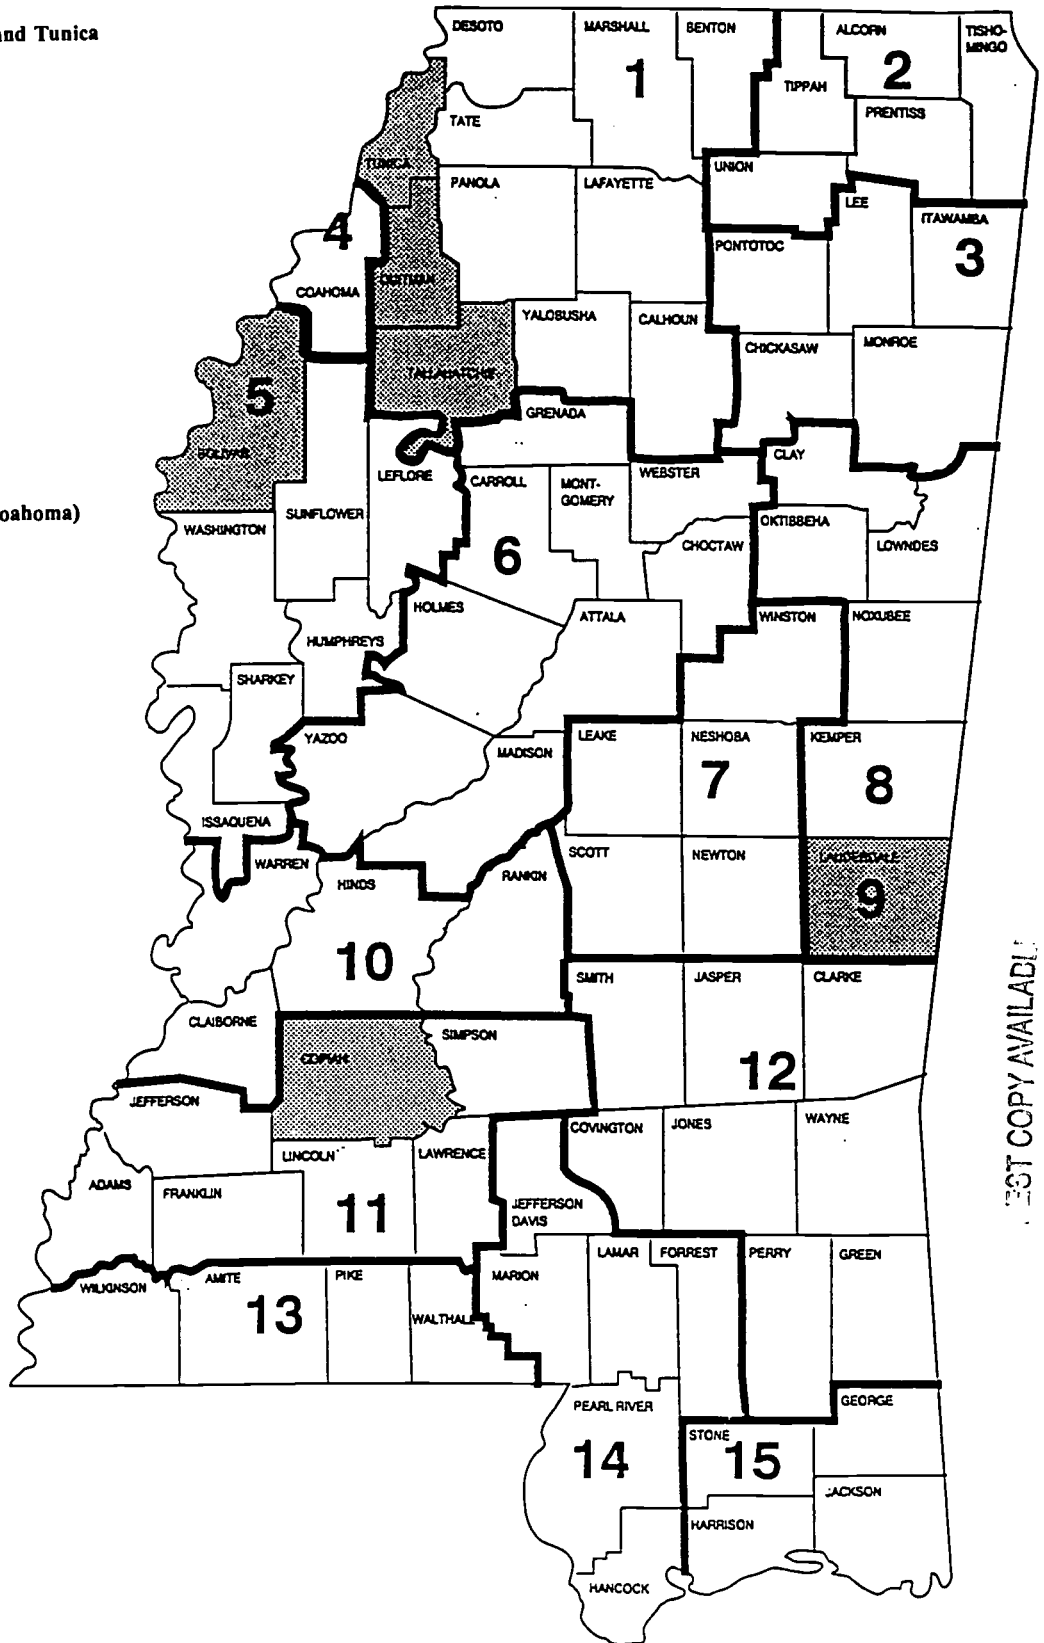 and Tunica
DESOTO
MARSHALL
BENTON
ALCORN
TISHO-
MINGO
1
2
TIPPAH
PRENTISS
TATE
TUNICA
PANOLA
LAFAYETTE
UNION
LEE
ITAWAMBA
4
PONTOTOC
3
QUITMAN
COAHOMA
YALOBUSHA
CALHOUN
CHICKASAW
MONROE
TALLAHATCHIE
5
GRENADA
BOLIVAR
LEFLORE
CARROLL
MONT-
GOMERY
WEBSTER
CLAY
oahoma)
WASHINGTON
SUNFLOWER
OKTIBBEHA
CHOCTAW
LOWNDES
6
HOLMES
ATTALA
WINSTON
NOXUBEE
HUMPHREYS
SHARKEY
YAZOO
MADISON
LEAKE
NESHOBA
KEMPER
7
8
ISSAQUENA
WARREN
HINDS
RANKIN
SCOTT
NEWTON
LAUDERDALE
9
10
SMITH
JASPER
CLARKE
EST COPY AVAILABL
CLAIBORNE
SIMPSON
COPIAH
12
JEFFERSON
COVINGTON
JONES
WAYNE
LINCOLN
LAWRENCE
ADAMS
FRANKLIN
11
JEFFERSON
DAVIS
LAMAR
FORREST
PERRY
GREEN
WILKINSON
AMITE
PIKE
MARION
13
WALTHALL
PEARL RIVER
GEORGE
STONE
14
15
JACKSON
HARRISON
HANCOCK